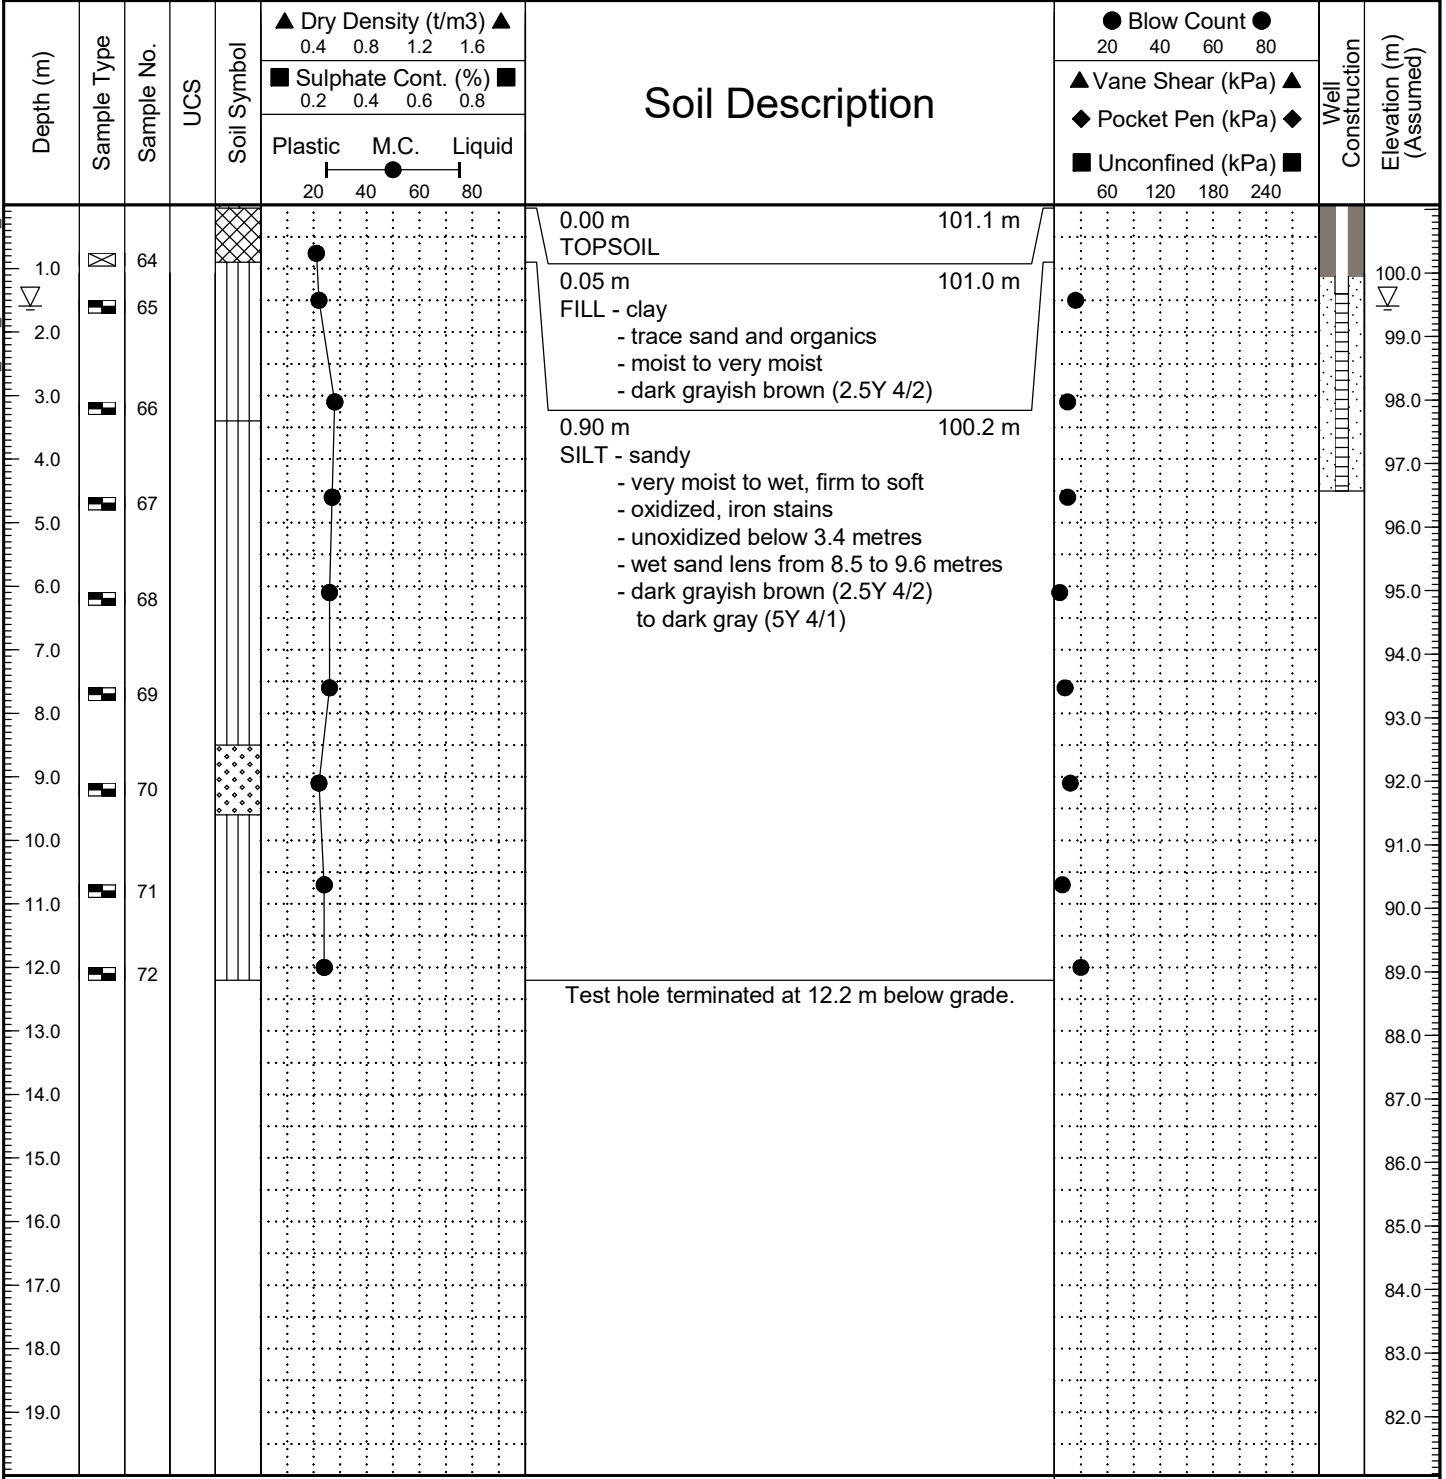 Depth (m)
Sample Type
Sample No.
UCS
Soil Symbol
▲ Dry Density (t/m3) ▲
0.4 0.8 1.2 1.6
■ Sulphate Cont. (%) ■
0.2 0.4 0.6 0.8
Plastic M.C. Liquid
20 40 60 80
Soil Description
● Blow Count ●
20 40 60 80
▲ Vane Shear (kPa) ▲
◆ Pocket Pen (kPa) ◆
■ Unconfined (kPa) ■
60 120 180 240
Well
Construction
Elevation (m)
(Assumed)
1.0
2.0
3.0
4.0
5.0
6.0
7.0
8.0
9.0
10.0
11.0
12.0
13.0
14.0
15.0
16.0
17.0
18.0
19.0
64
65
66
67
68
69
70
71
72
0.00 m 101.1 m
TOPSOIL
0.05 m 101.0 m
FILL - clay
- trace sand and organics
- moist to very moist
- dark grayish brown (2.5Y 4/2)
0.90 m 100.2 m
SILT - sandy
- very moist to wet, firm to soft
- oxidized, iron stains
- unoxidized below 3.4 metres
- wet sand lens from 8.5 to 9.6 metres
- dark grayish brown (2.5Y 4/2)
to dark gray (5Y 4/1)
Test hole terminated at 12.2 m below grade.
100.0
99.0
98.0
97.0
96.0
95.0
94.0
93.0
92.0
91.0
90.0
89.0
88.0
87.0
86.0
85.0
84.0
83.0
82.0